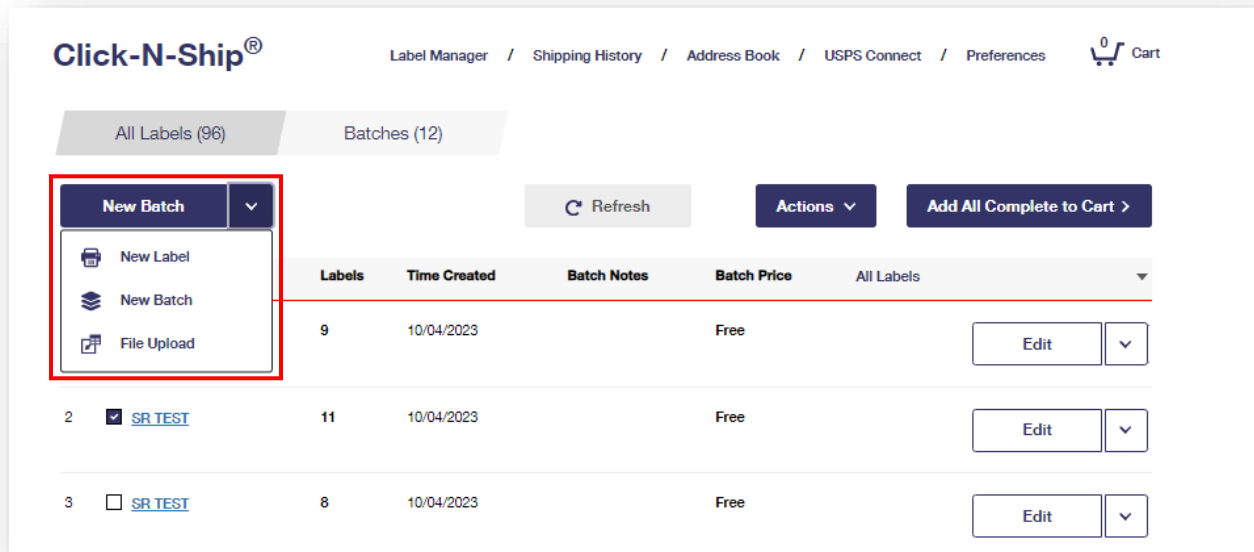 Click-N-Ship®
Label Manager / Shipping History / Address Book / USPS Connect / Preferences 0 Cart
All Labels (96) Batches (12)
New Batch Refresh Actions Add All Complete to Cart >
New Label
Labels Time Created Batch Notes Batch Price All Labels
New Batch
9 10/04/2023 Free Edit
File Upload
2 SR TEST 11 10/04/2023 Free Edit
3 SR TEST 8 10/04/2023 Free Edit